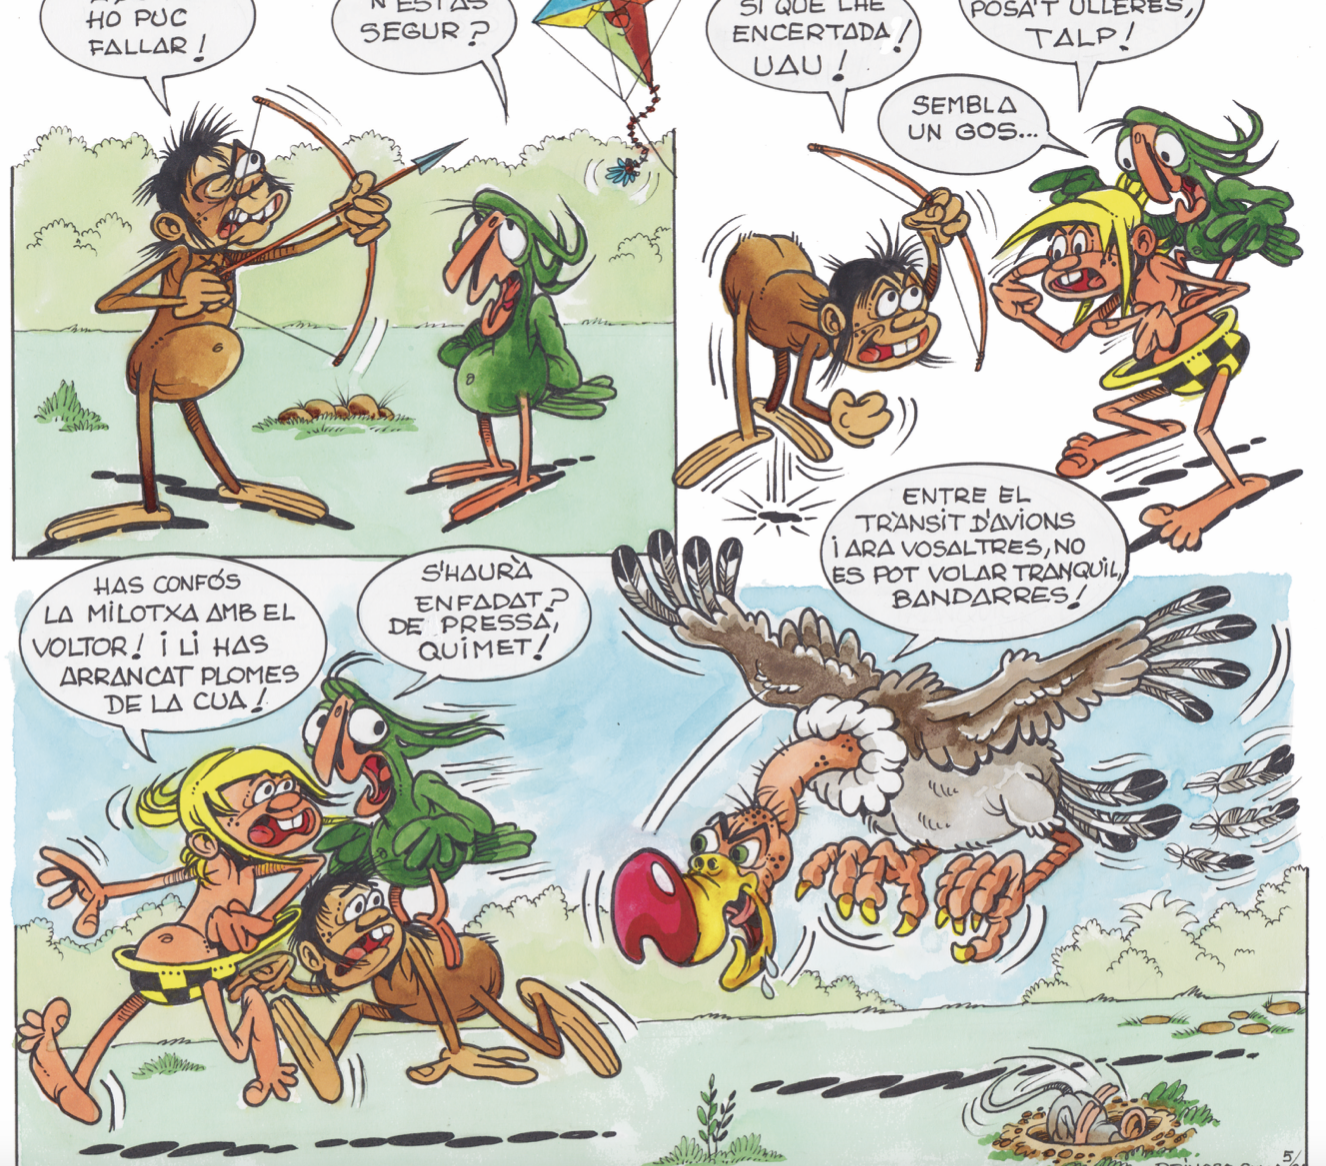 HO PUC
FALLAR!
N'ESTÀS
SEGUR?
SÍ QUE L'HE
ENCERTADA!
UAU!
POSA'T ULLERES,
TALP!
SEMBLA
UN GOS...
HAS CONFÓS
LA MILOTXA AMB EL
VOLTOR! I LI HAS
ARRANCAT PLOMES
DE LA CUA!
S'HAURÀ
ENFADAT?
DE PRESSA,
QUIMET!
ENTRE EL
TRÀNSIT D'AVIONS
I ARA VOSALTRES, NO
ES POT VOLAR TRANQUIL,
BANDARRES!
5/